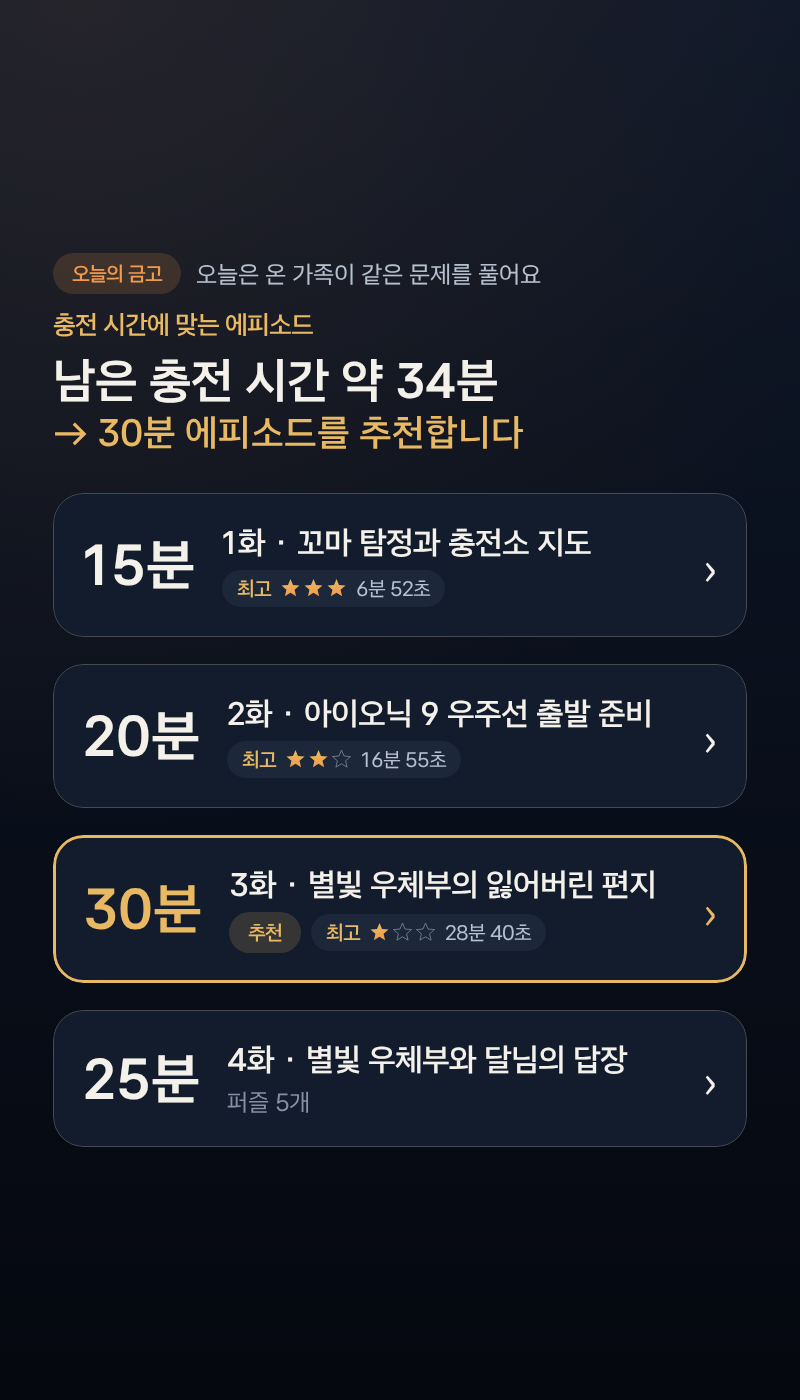 오늘의 금고 오늘은 온 가족이 같은 문제를 풀어요
충전 시간에 맞는 에피소드
남은 충전 시간 약 34분
→ 30분 에피소드를 추천합니다
15분
1화 · 꼬마 탐정과 충전소 지도
최고 ★★★ 6분 52초
›
20분
2화 · 아이오닉 9 우주선 출발 준비
최고 ★★☆ 16분 55초
›
30분
3화 · 별빛 우체부의 잃어버린 편지
추천 최고 ★☆☆ 28분 40초
›
25분
4화 · 별빛 우체부와 달님의 답장
퍼즐 5개
›